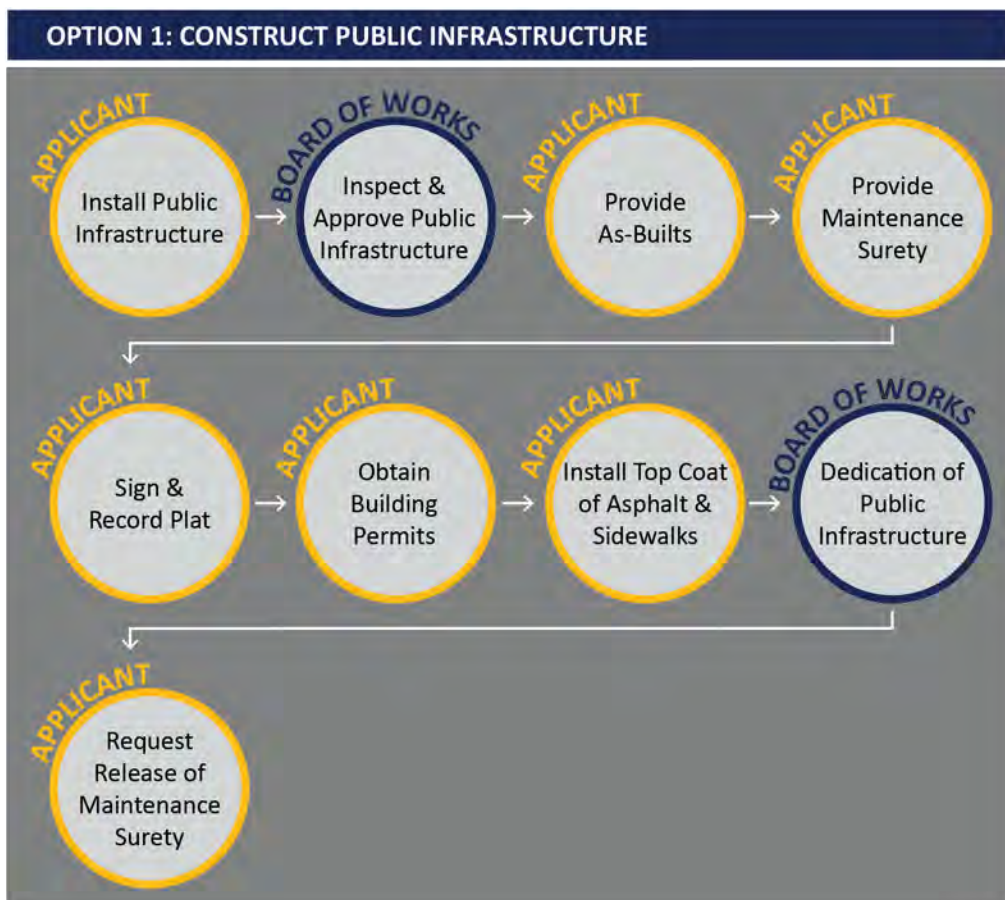 OPTION 1: CONSTRUCT PUBLIC INFRASTRUCTURE
APPLICANT
Install Public
Infrastructure
BOARD OF WORKS
Inspect &
Approve Public
Infrastructure
APPLICANT
Provide
As-Builts
APPLICANT
Provide
Maintenance
Surety
APPLICANT
Sign &
Record Plat
APPLICANT
Obtain
Building
Permits
APPLICANT
Install Top Coat
of Asphalt &
Sidewalks
BOARD OF WORKS
Dedication of
Public
Infrastructure
APPLICANT
Request
Release of
Maintenance
Surety